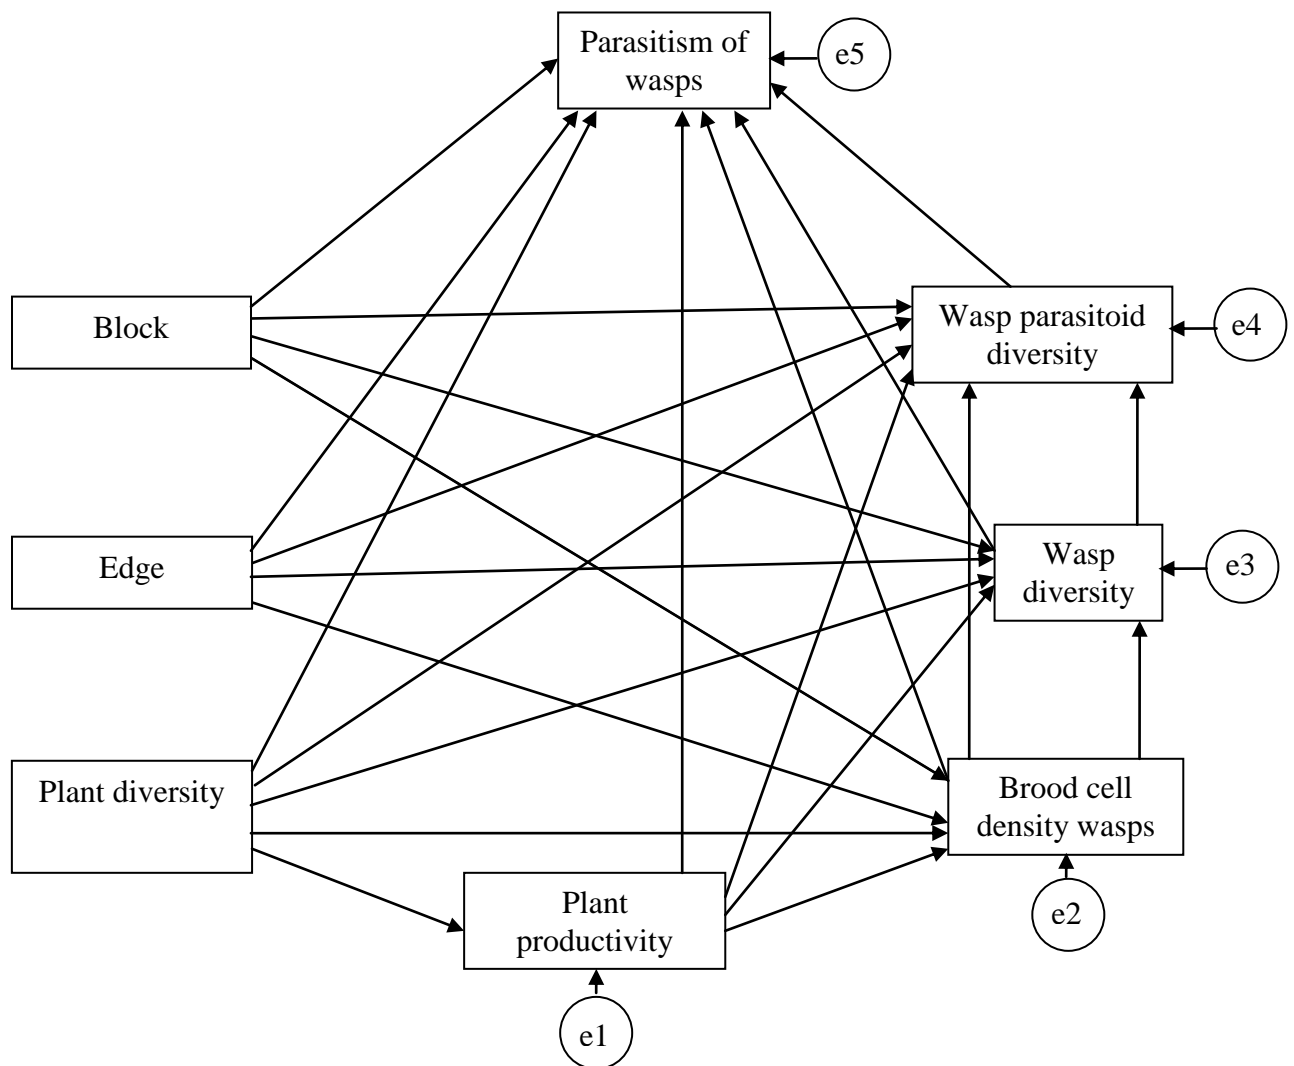 Parasitism of
wasps
e5
Block
Wasp parasitoid
diversity
e4
Edge
Wasp
diversity
e3
Plant diversity
Brood cell
density wasps
e2
Plant
productivity
e1